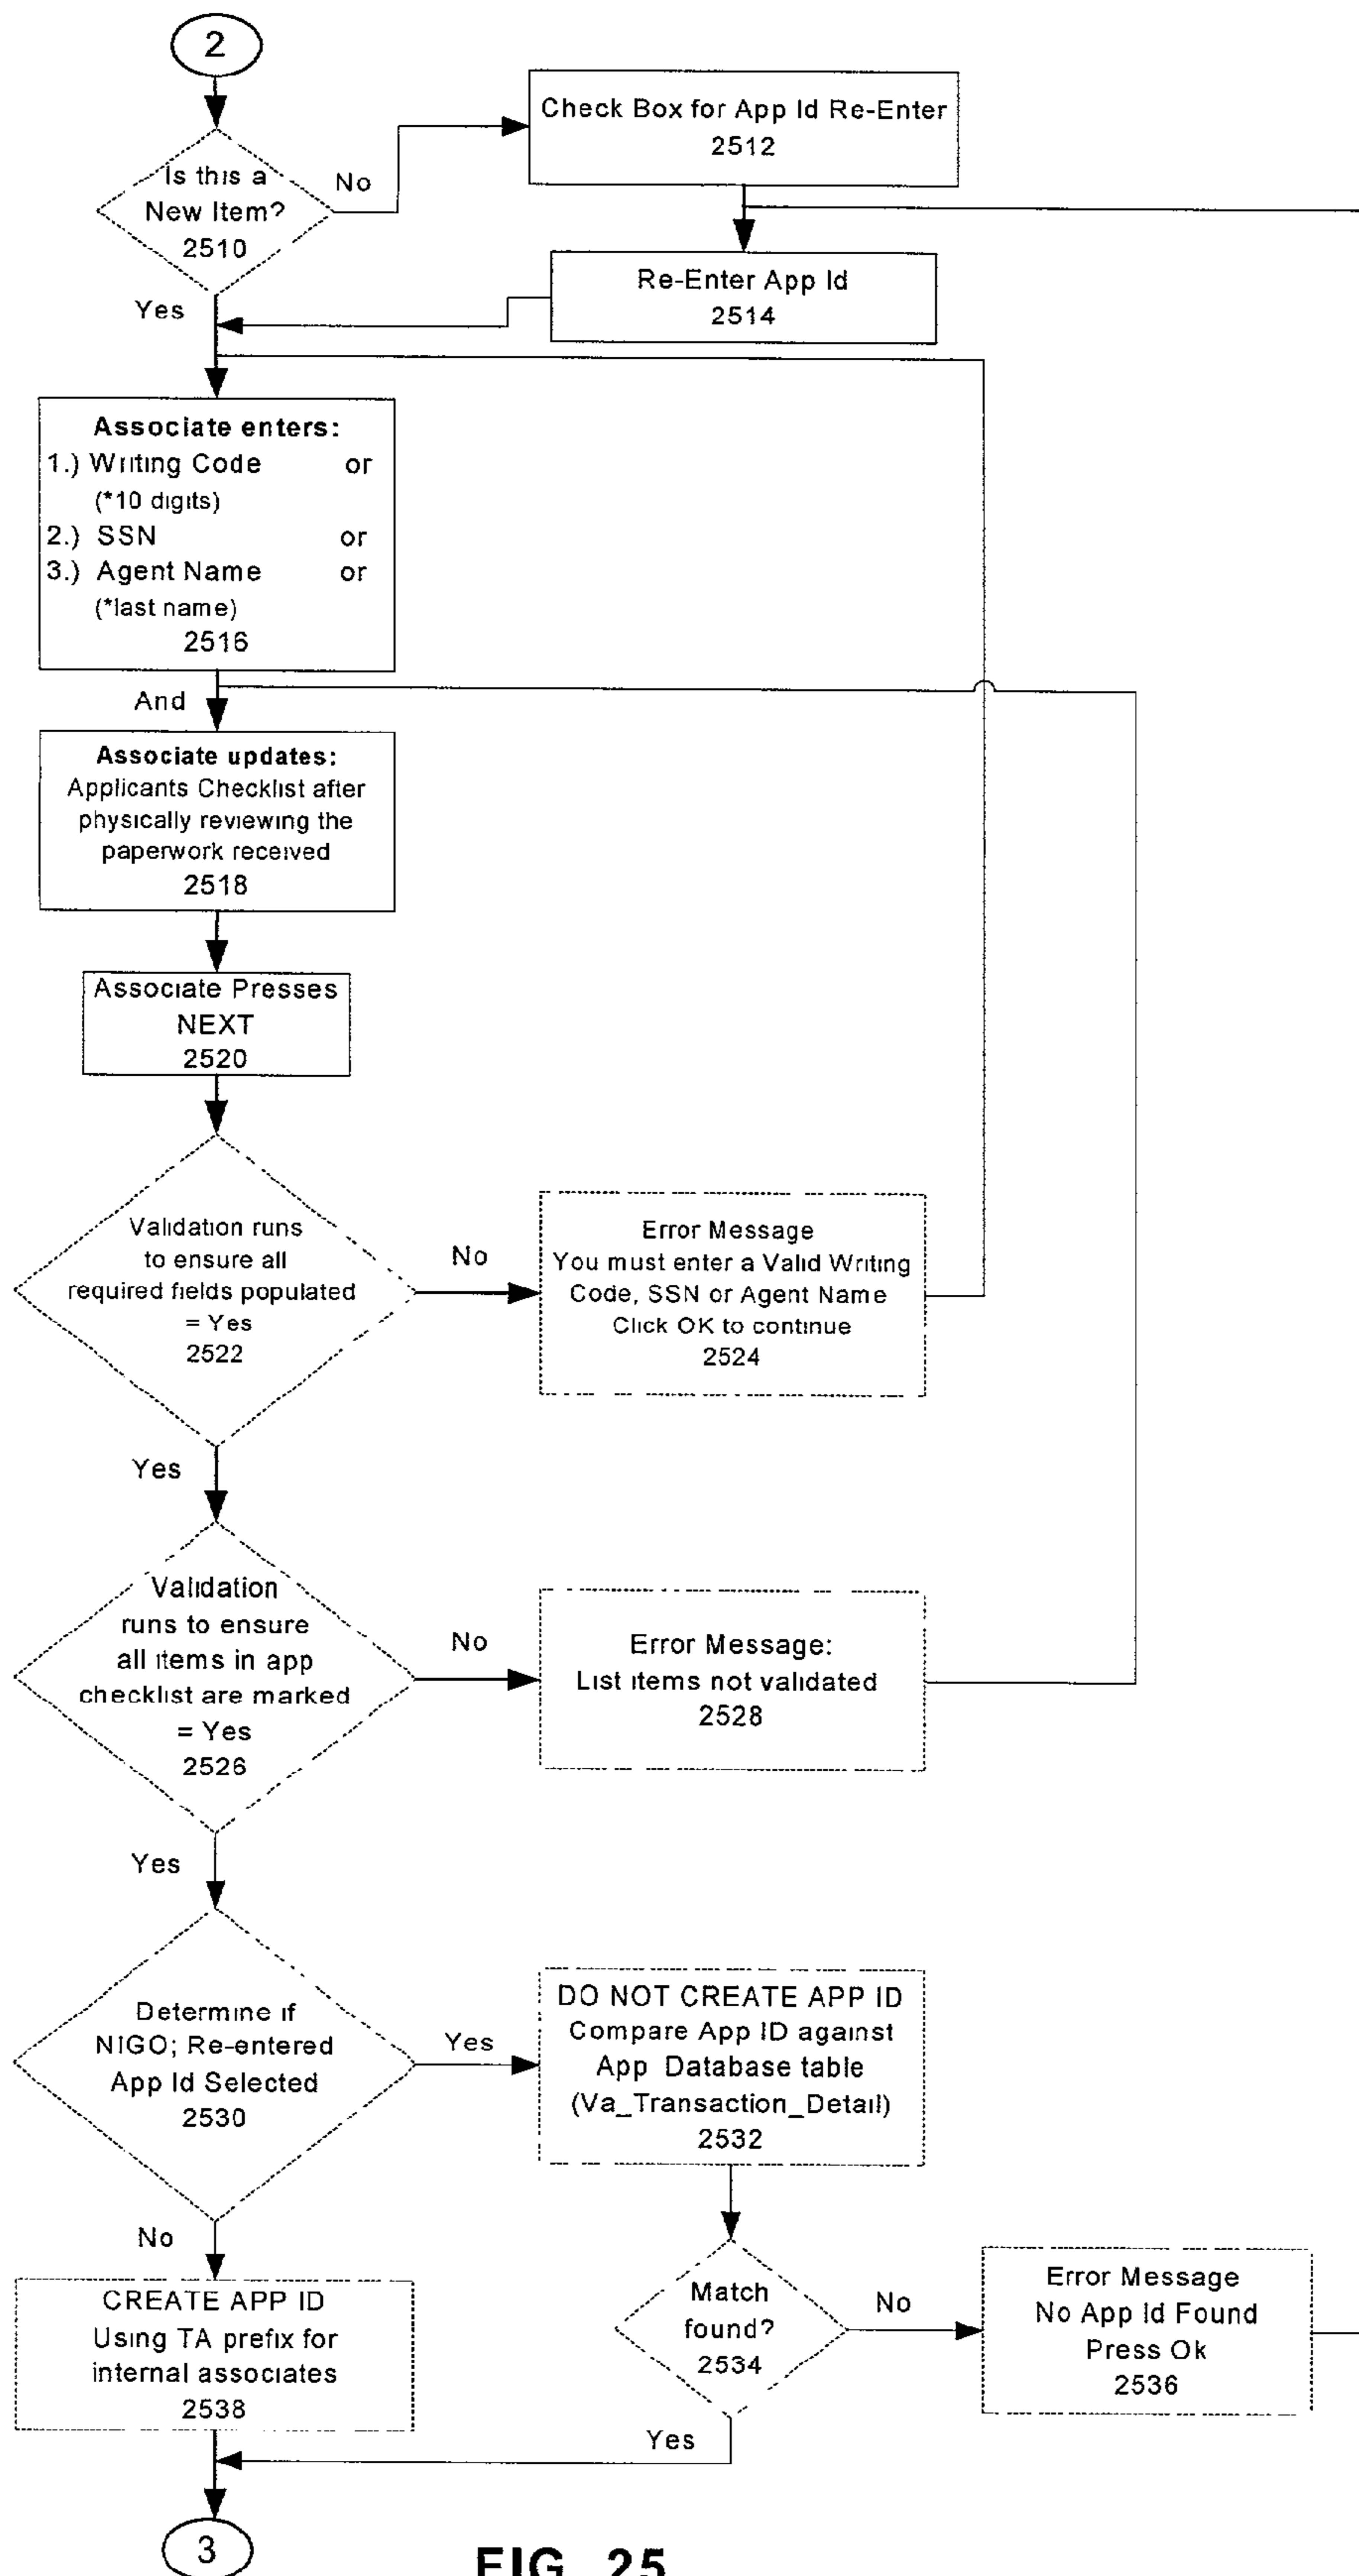 2
Is this a
New Item?
2510
No
Check Box for App Id Re-Enter
2512
Re-Enter App Id
2514
Yes
Associate enters:
1.) Writing Code or
(*10 digits)
2.) SSN or
3.) Agent Name or
(*last name)
2516
And
Associate updates:
Applicants Checklist after
physically reviewing the
paperwork received
2518
Associate Presses
NEXT
2520
Validation runs
to ensure all
required fields populated
= Yes
2522
No
Error Message
You must enter a Valid Writing
Code, SSN or Agent Name
Click OK to continue
2524
Yes
Validation
runs to ensure
all items in app
checklist are marked
= Yes
2526
No
Error Message:
List items not validated
2528
Yes
Determine if
NIGO; Re-entered
App Id Selected
2530
Yes
DO NOT CREATE APP ID
Compare App ID against
App Database table
(Va_Transaction_Detail)
2532
No
CREATE APP ID
Using TA prefix for
internal associates
2538
Match
found?
2534
No
Error Message
No App Id Found
Press Ok
2536
Yes
3
FIG. 25